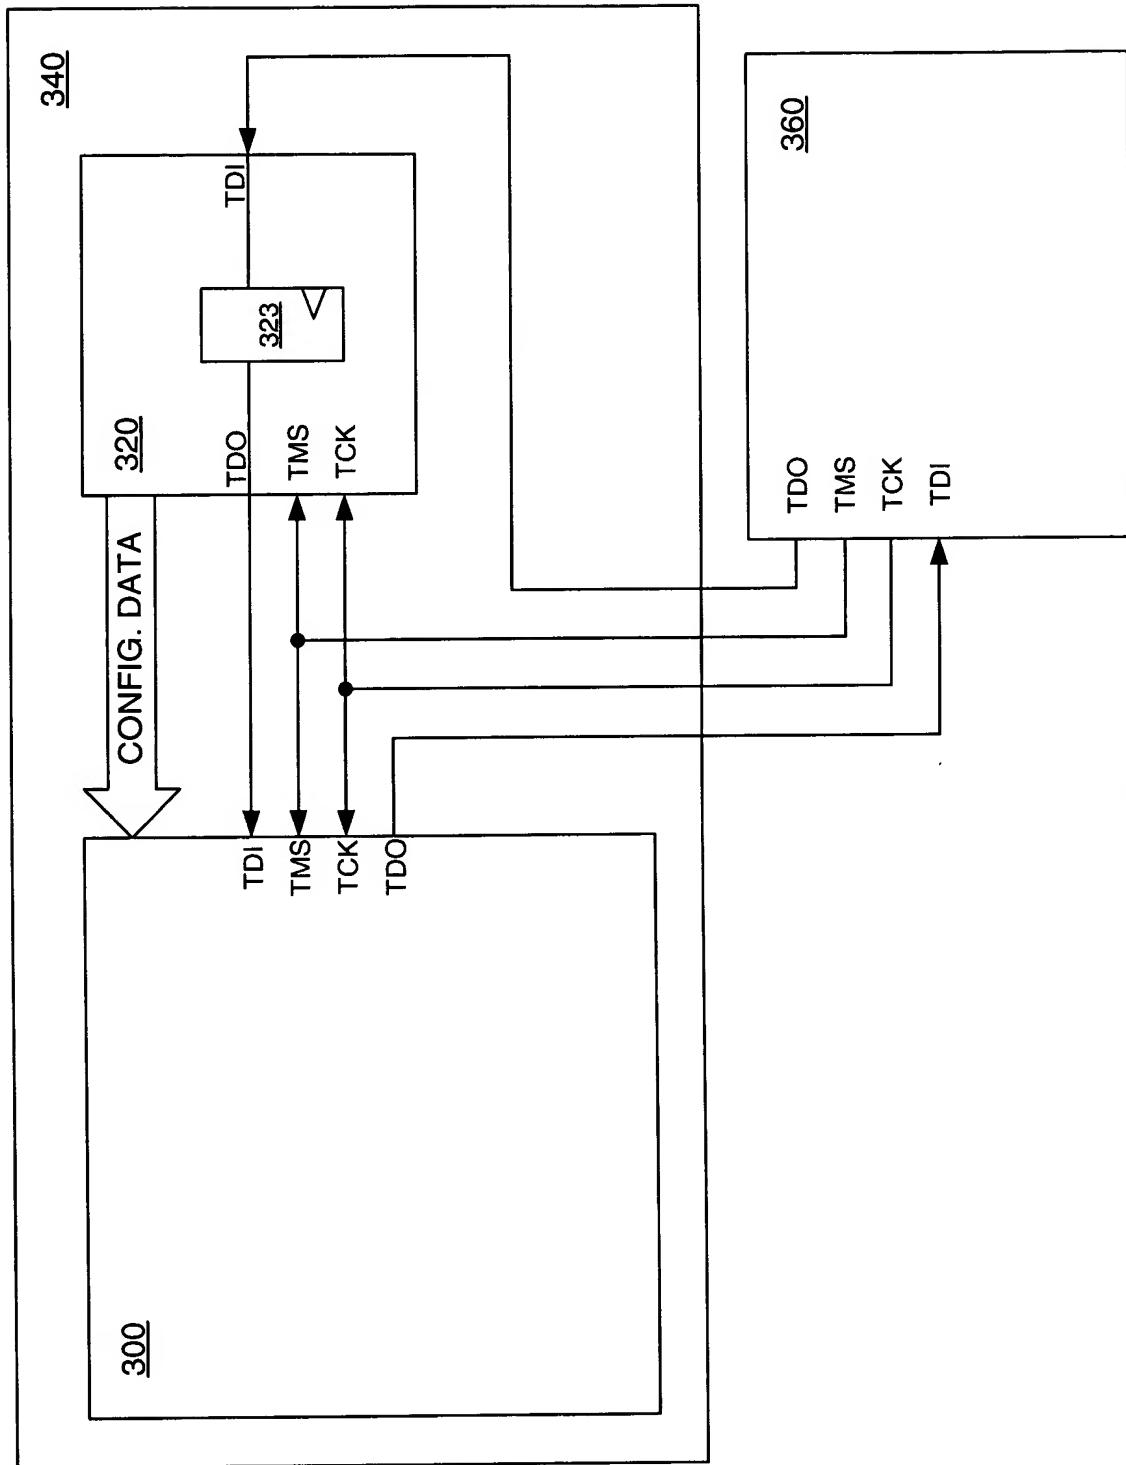 340
320
TDI
323
TDO
TMS
TCK
CONFIG. DATA
300
TDI
TMS
TCK
TDO
360
TDO
TMS
TCK
TDI